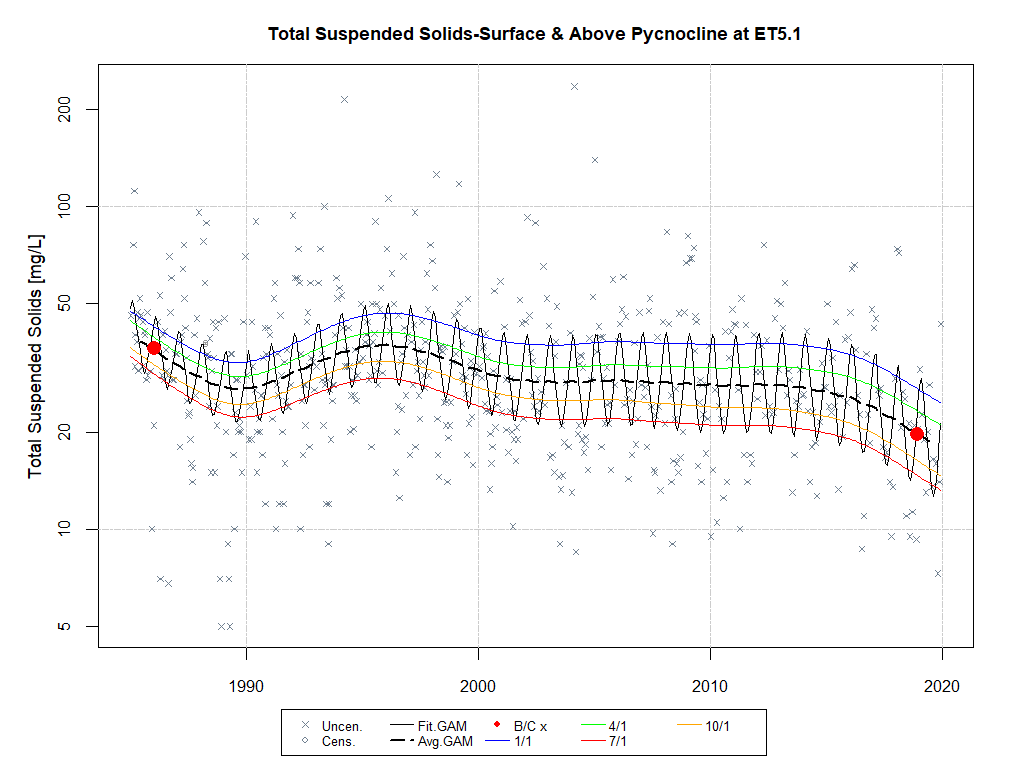 Total Suspended Solids-Surface & Above Pycnocline at ET5.1
Total Suspended Solids [mg/L]
200
100
50
20
10
5
1990 2000 2010 2020
Uncen. Fit.GAM B/C x 4/1 10/1
Cens. Avg.GAM 1/1 7/1